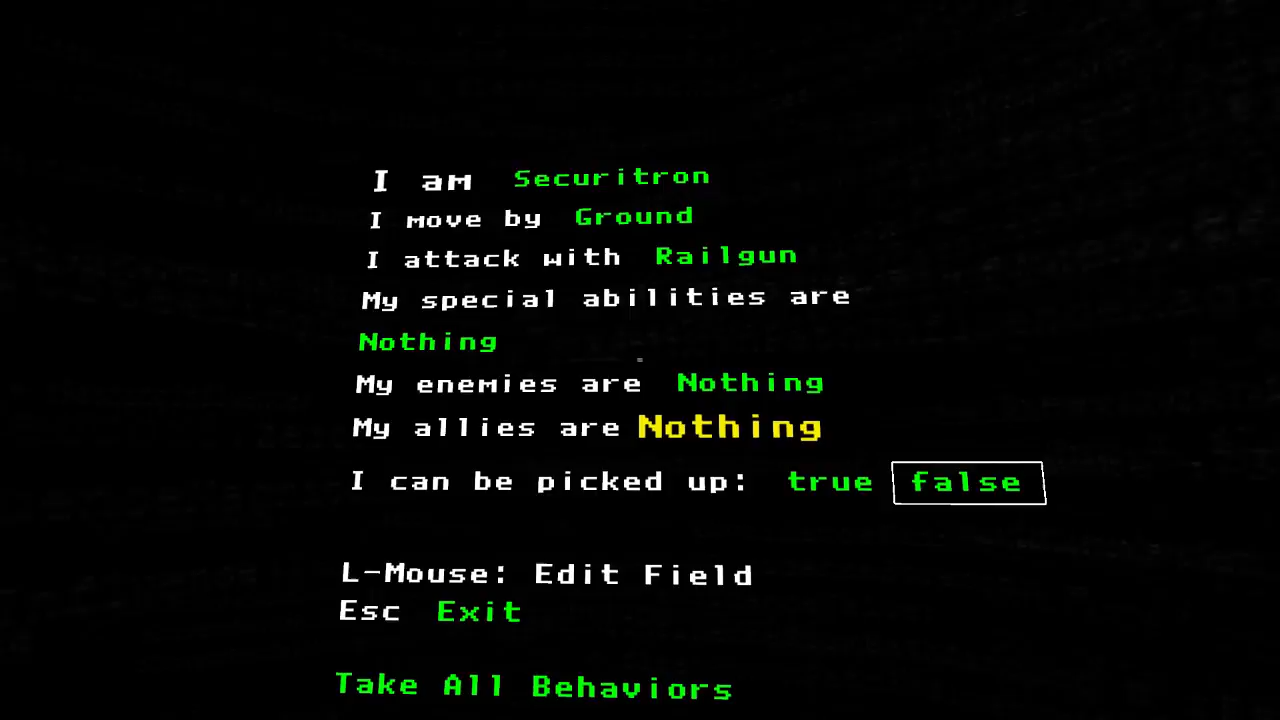 I am Securitron
I move by Ground
I attack with Railgun
My special abilities are
Nothing
My enemies are Nothing
My allies are Nothing
I can be picked up: true false
L-Mouse: Edit Field
Esc Exit
Take All Behaviors